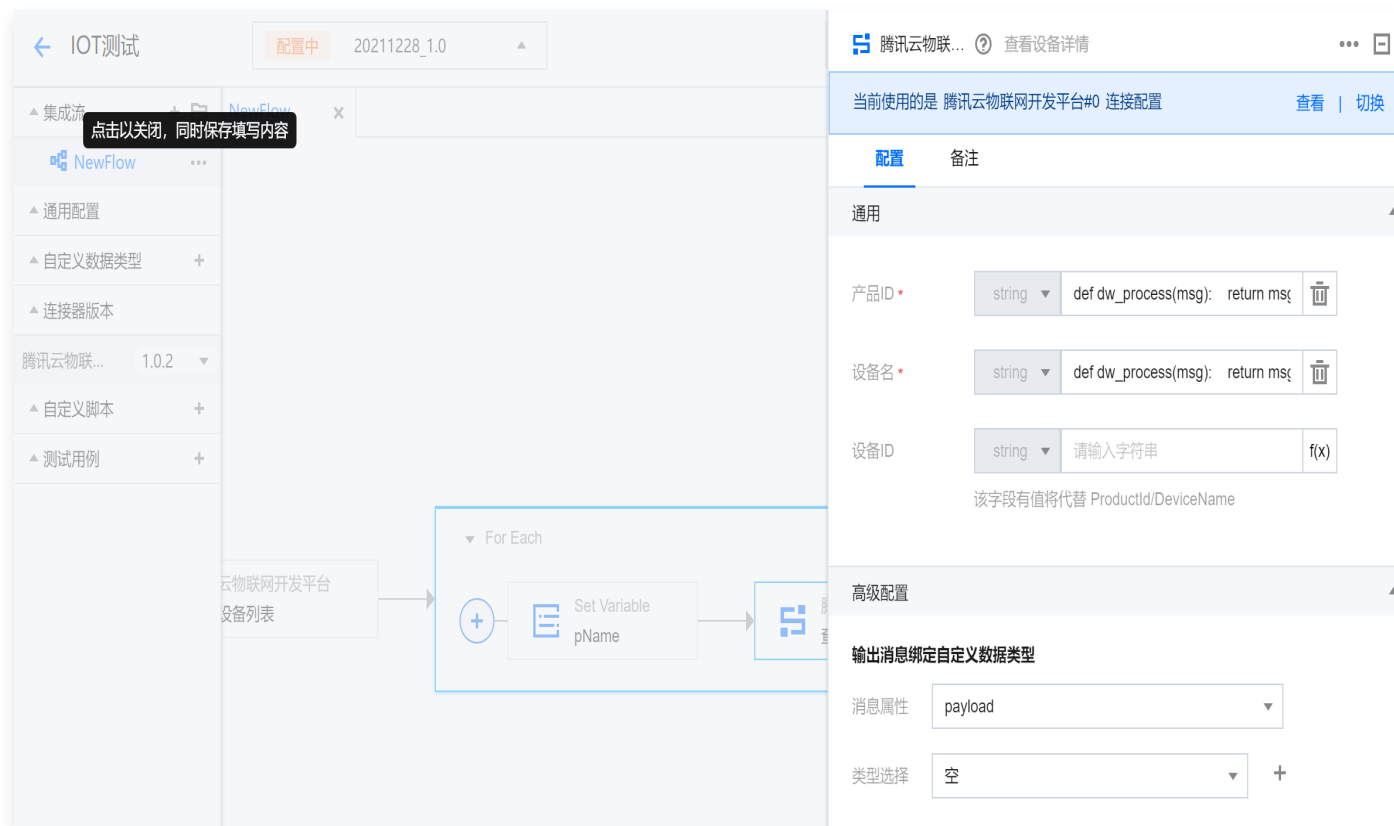 IOT测试
配置中 20211228_1.0
集成流
NewFlow
点击以关闭，同时保存填写内容
NewFlow
通用配置
自定义数据类型
连接器版本
腾讯云物联... 1.0.2
自定义脚本
测试用例
云物联网开发平台
设备列表
For Each
Set Variable
pName
腾讯云物联... 查看设备详情
当前使用的是 腾讯云物联网开发平台#0 连接配置 查看 | 切换
配置 备注
通用
产品ID * string def dw_process(msg): return msg
设备名 * string def dw_process(msg): return msg
设备ID string 请输入字符串 f(x)
该字段有值将代替 ProductId/DeviceName
高级配置
输出消息绑定自定义数据类型
消息属性 payload
类型选择 空